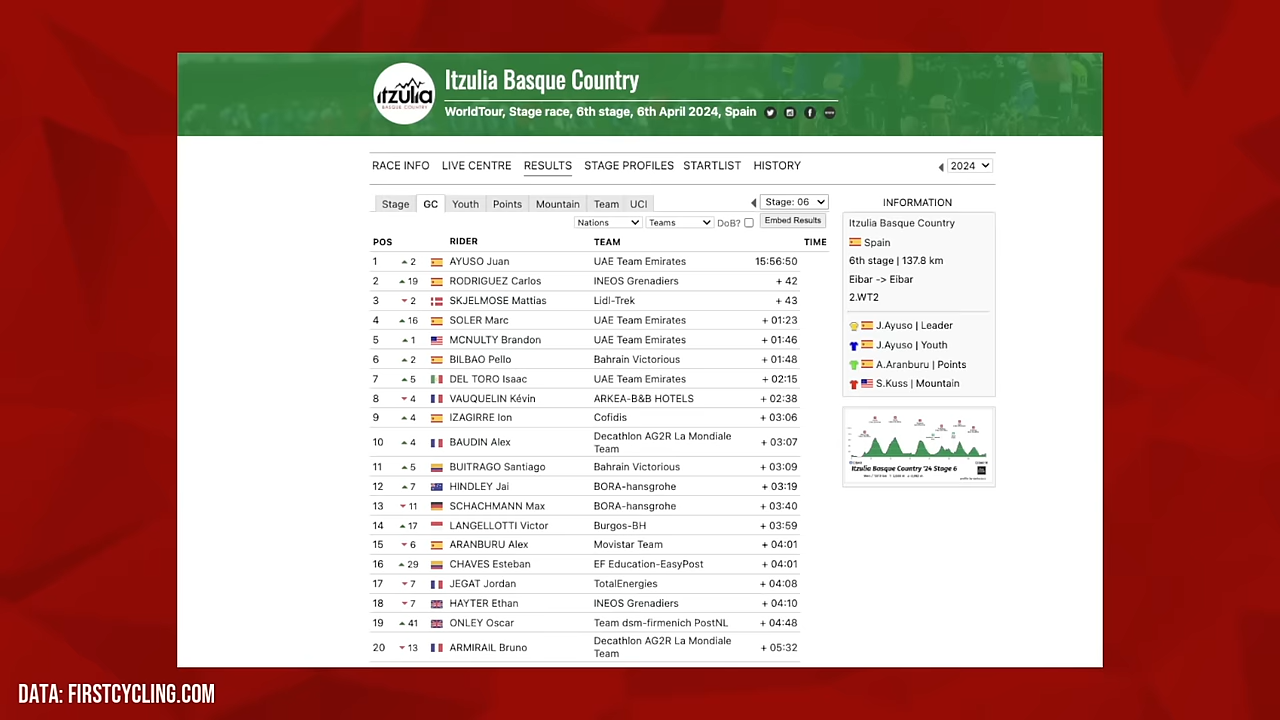 itzulia
BASQUE COUNTRY
Itzulia Basque Country
WorldTour, Stage race, 6th stage, 6th April 2024, Spain
RACE INFO LIVE CENTRE RESULTS STAGE PROFILES STARTLIST HISTORY 2024
Stage GC Youth Points Mountain Team UCI Stage: 06
Nations Teams DoB? Embed Results
POS RIDER TEAM TIME
1 2 AYUSO Juan UAE Team Emirates 15:56:50
2 19 RODRIGUEZ Carlos INEOS Grenadiers + 42
3 2 SKJELMOSE Mattias Lidl-Trek + 43
4 16 SOLER Marc UAE Team Emirates + 01:23
5 1 MCNULTY Brandon UAE Team Emirates + 01:46
6 2 BILBAO Pello Bahrain Victorious + 01:48
7 5 DEL TORO Isaac UAE Team Emirates + 02:15
8 4 VAUQUELIN Kévin ARKEA-B&B HOTELS + 02:38
9 4 IZAGIRRE Ion Cofidis + 03:06
10 4 BAUDIN Alex Decathlon AG2R La Mondiale Team + 03:07
11 5 BUITRAGO Santiago Bahrain Victorious + 03:09
12 7 HINDLEY Jai BORA-hansgrohe + 03:19
13 11 SCHACHMANN Max BORA-hansgrohe + 03:40
14 17 LANGELLOTTI Victor Burgos-BH + 03:59
15 6 ARANBURU Alex Movistar Team + 04:01
16 29 CHAVES Esteban EF Education-EasyPost + 04:01
17 7 JEGAT Jordan TotalEnergies + 04:08
18 7 HAYTER Ethan INEOS Grenadiers + 04:10
19 41 ONLEY Oscar Team dsm-firmenich PostNL + 04:48
20 13 ARMIRAIL Bruno Decathlon AG2R La Mondiale Team + 05:32
INFORMATION
Itzulia Basque Country
Spain
6th stage | 137.8 km
Eibar -> Eibar
2.WT2
J.Ayuso | Leader
J.Ayuso | Youth
A.Aranburu | Points
S.Kuss | Mountain
Itzulia Basque Country '24 Stage 6
DATA: FIRSTCYCLING.COM